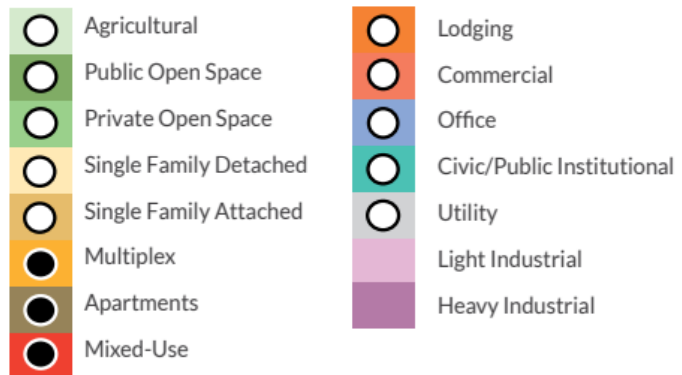 Agricultural
Public Open Space
Private Open Space
Single Family Detached
Single Family Attached
Multiplex
Apartments
Mixed-Use
Lodging
Commercial
Office
Civic/Public Institutional
Utility
Light Industrial
Heavy Industrial